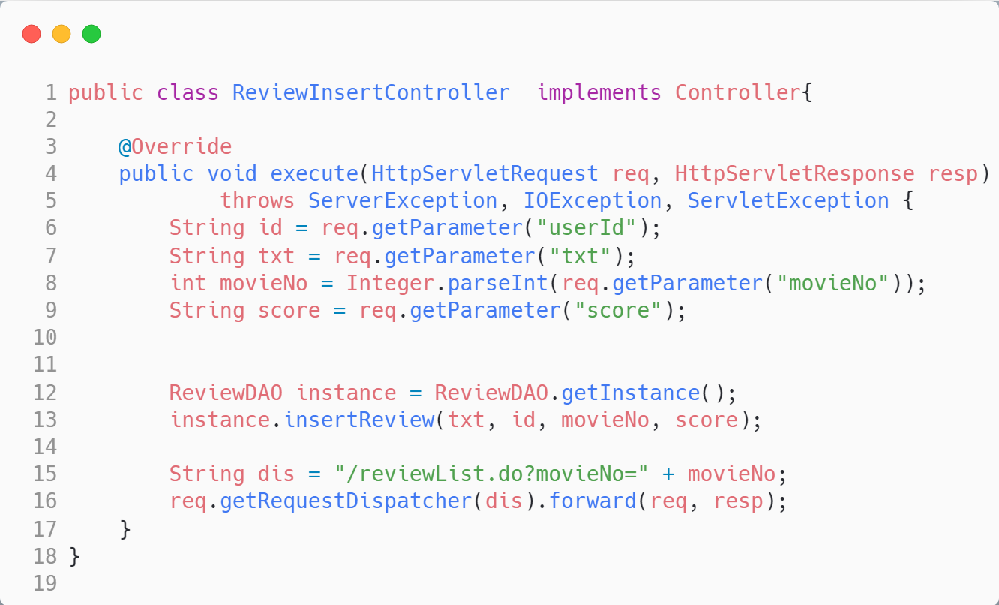 1 public class ReviewInsertController  implements Controller{
2
3     @Override
4     public void execute(HttpServletRequest req, HttpServletResponse resp)
5             throws ServerException, IOException, ServletException {
6         String id = req.getParameter("userId");
7         String txt = req.getParameter("txt");
8         int movieNo = Integer.parseInt(req.getParameter("movieNo"));
9         String score = req.getParameter("score");
10
11
12         ReviewDAO instance = ReviewDAO.getInstance();
13         instance.insertReview(txt, id, movieNo, score);
14
15         String dis = "/reviewList.do?movieNo=" + movieNo;
16         req.getRequestDispatcher(dis).forward(req, resp);
17     }
18 }
19